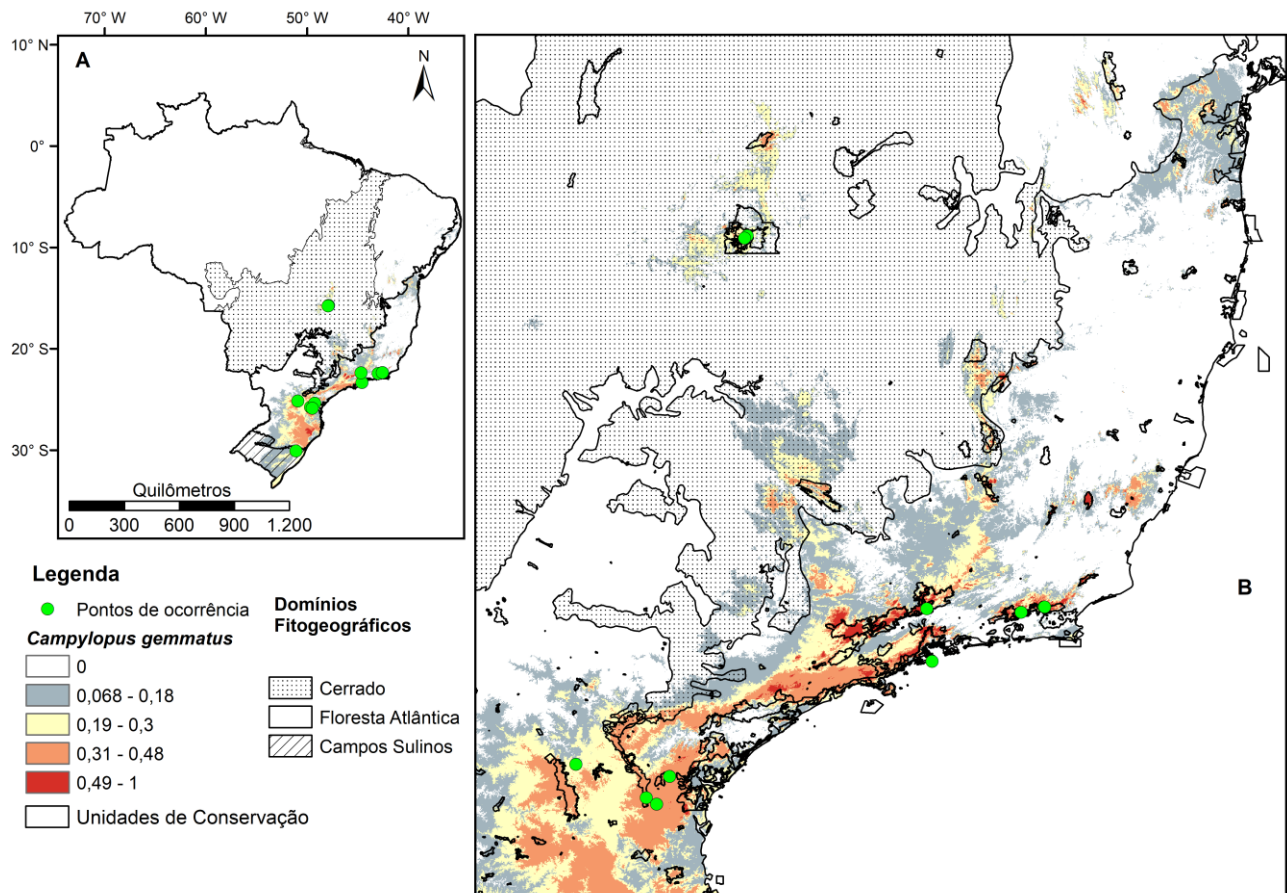 70° W 60° W 50° W 40° W
10° N
0°
10° S
20° S
30° S
A
N
Quilômetros
0 300 600 900 1.200
B
Legenda
Pontos de ocorrência
Campylopus gemmatus
0
0,068 - 0,18
0,19 - 0,3
0,31 - 0,48
0,49 - 1
Unidades de Conservação
Domínios
Fitogeográficos
Cerrado
Floresta Atlântica
Campos Sulinos